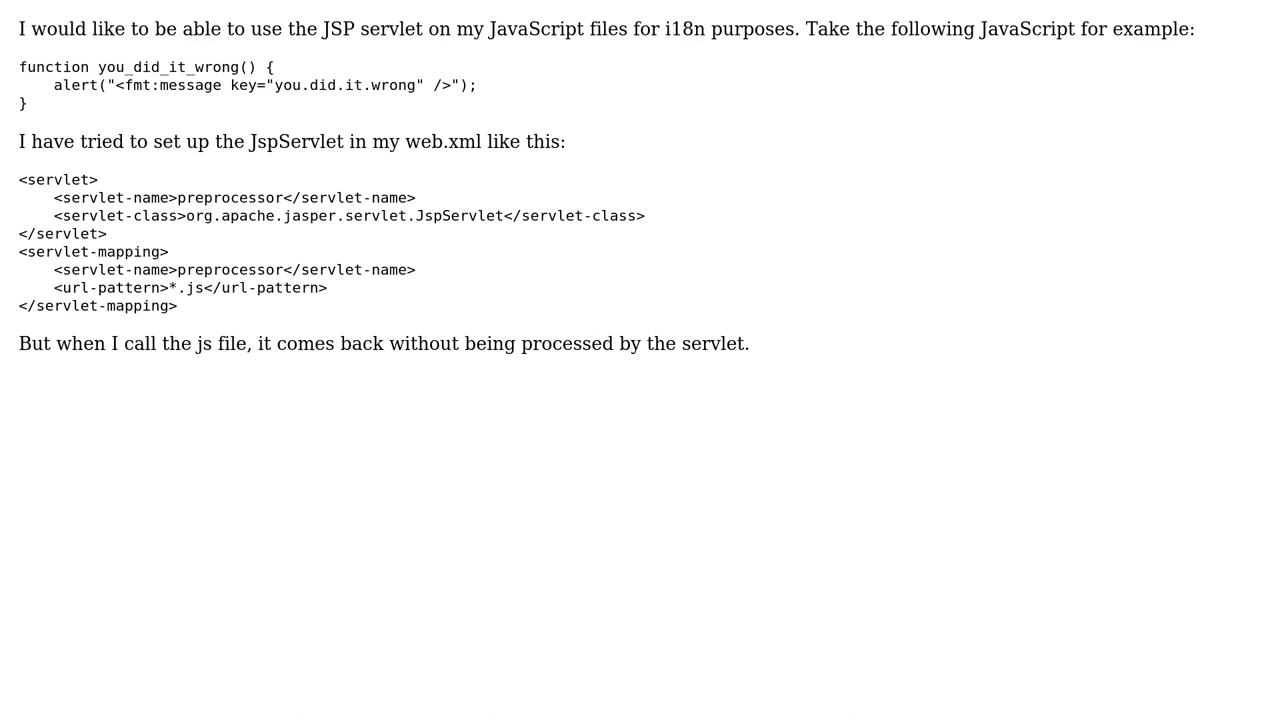 I would like to be able to use the JSP servlet on my JavaScript files for i18n purposes. Take the following JavaScript for example:
function you_did_it_wrong() {
    alert("<fmt:message key="you.did.it.wrong" />");
}
I have tried to set up the JspServlet in my web.xml like this:
<servlet>
    <servlet-name>preprocessor</servlet-name>
    <servlet-class>org.apache.jasper.servlet.JspServlet</servlet-class>
</servlet>
<servlet-mapping>
    <servlet-name>preprocessor</servlet-name>
    <url-pattern>*.js</url-pattern>
</servlet-mapping>
But when I call the js file, it comes back without being processed by the servlet.